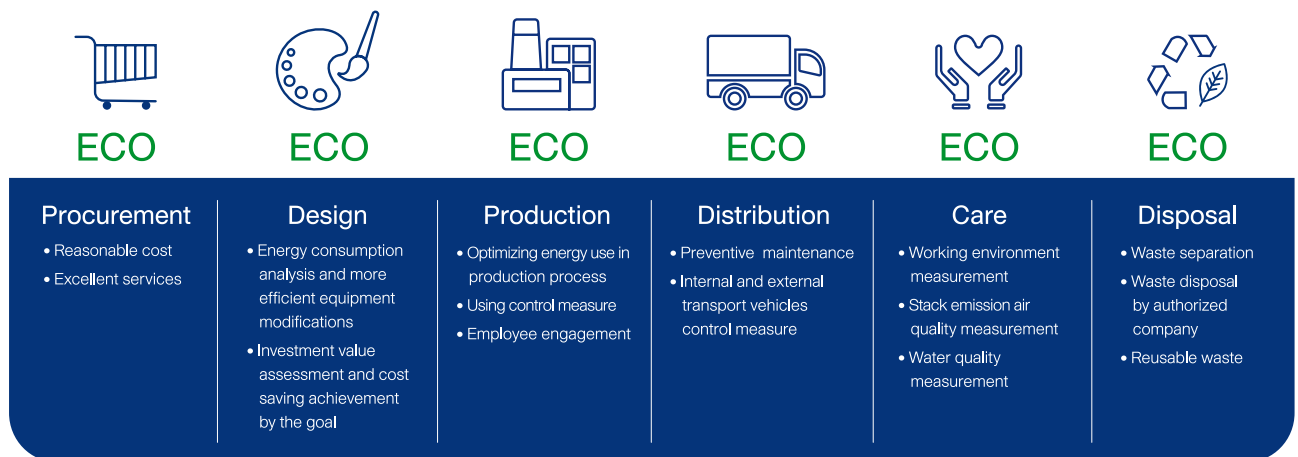 ECO
Procurement
• Reasonable cost
• Excellent services
ECO
Design
• Energy consumption
analysis and more
efficient equipment
modifications
• Investment value
assessment and cost
saving achievement
by the goal
ECO
Production
• Optimizing energy use in
production process
• Using control measure
• Employee engagement
ECO
Distribution
• Preventive maintenance
• Internal and external
transport vehicles
control measure
ECO
Care
• Working environment
measurement
• Stack emission air
quality measurement
• Water quality
measurement
ECO
Disposal
• Waste separation
• Waste disposal
by authorized
company
• Reusable waste